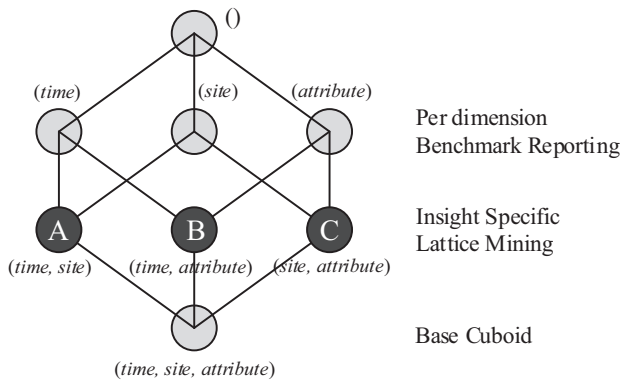 ()
(time)
(site)
(attribute)
Per dimension
Benchmark Reporting
A
B
C
Insight Specific
Lattice Mining
(time, site)
(time, attribute)
(site, attribute)
Base Cuboid
(time, site, attribute)